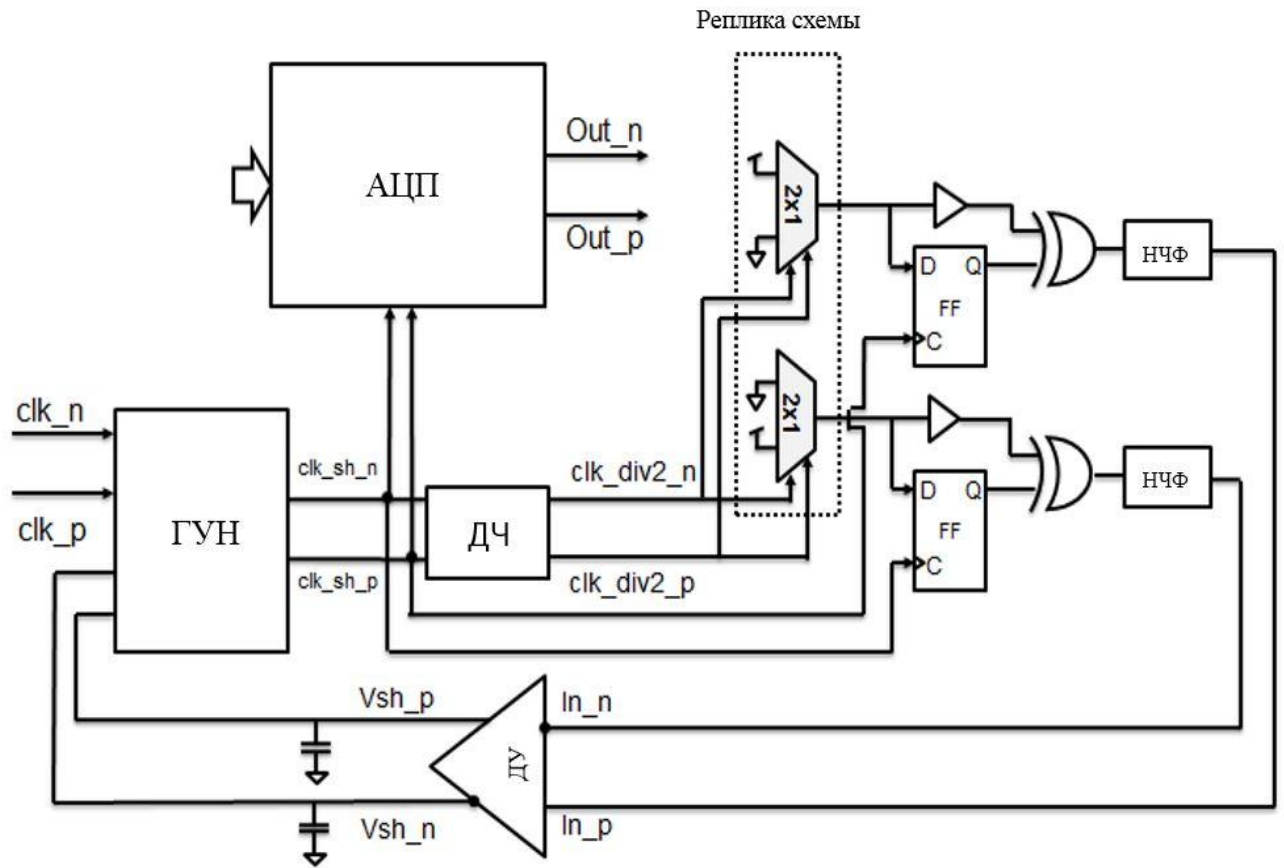 Реплика схемы
АЦП
Out_n
Out_p
2x1
D Q
FF
C
НЧФ
2x1
D Q
FF
C
НЧФ
clk_n
clk_p
ГУН
clk_sh_n
clk_sh_p
ДЧ
clk_div2_n
clk_div2_p
Vsh_p
Vsh_n
ДУ
In_n
In_p